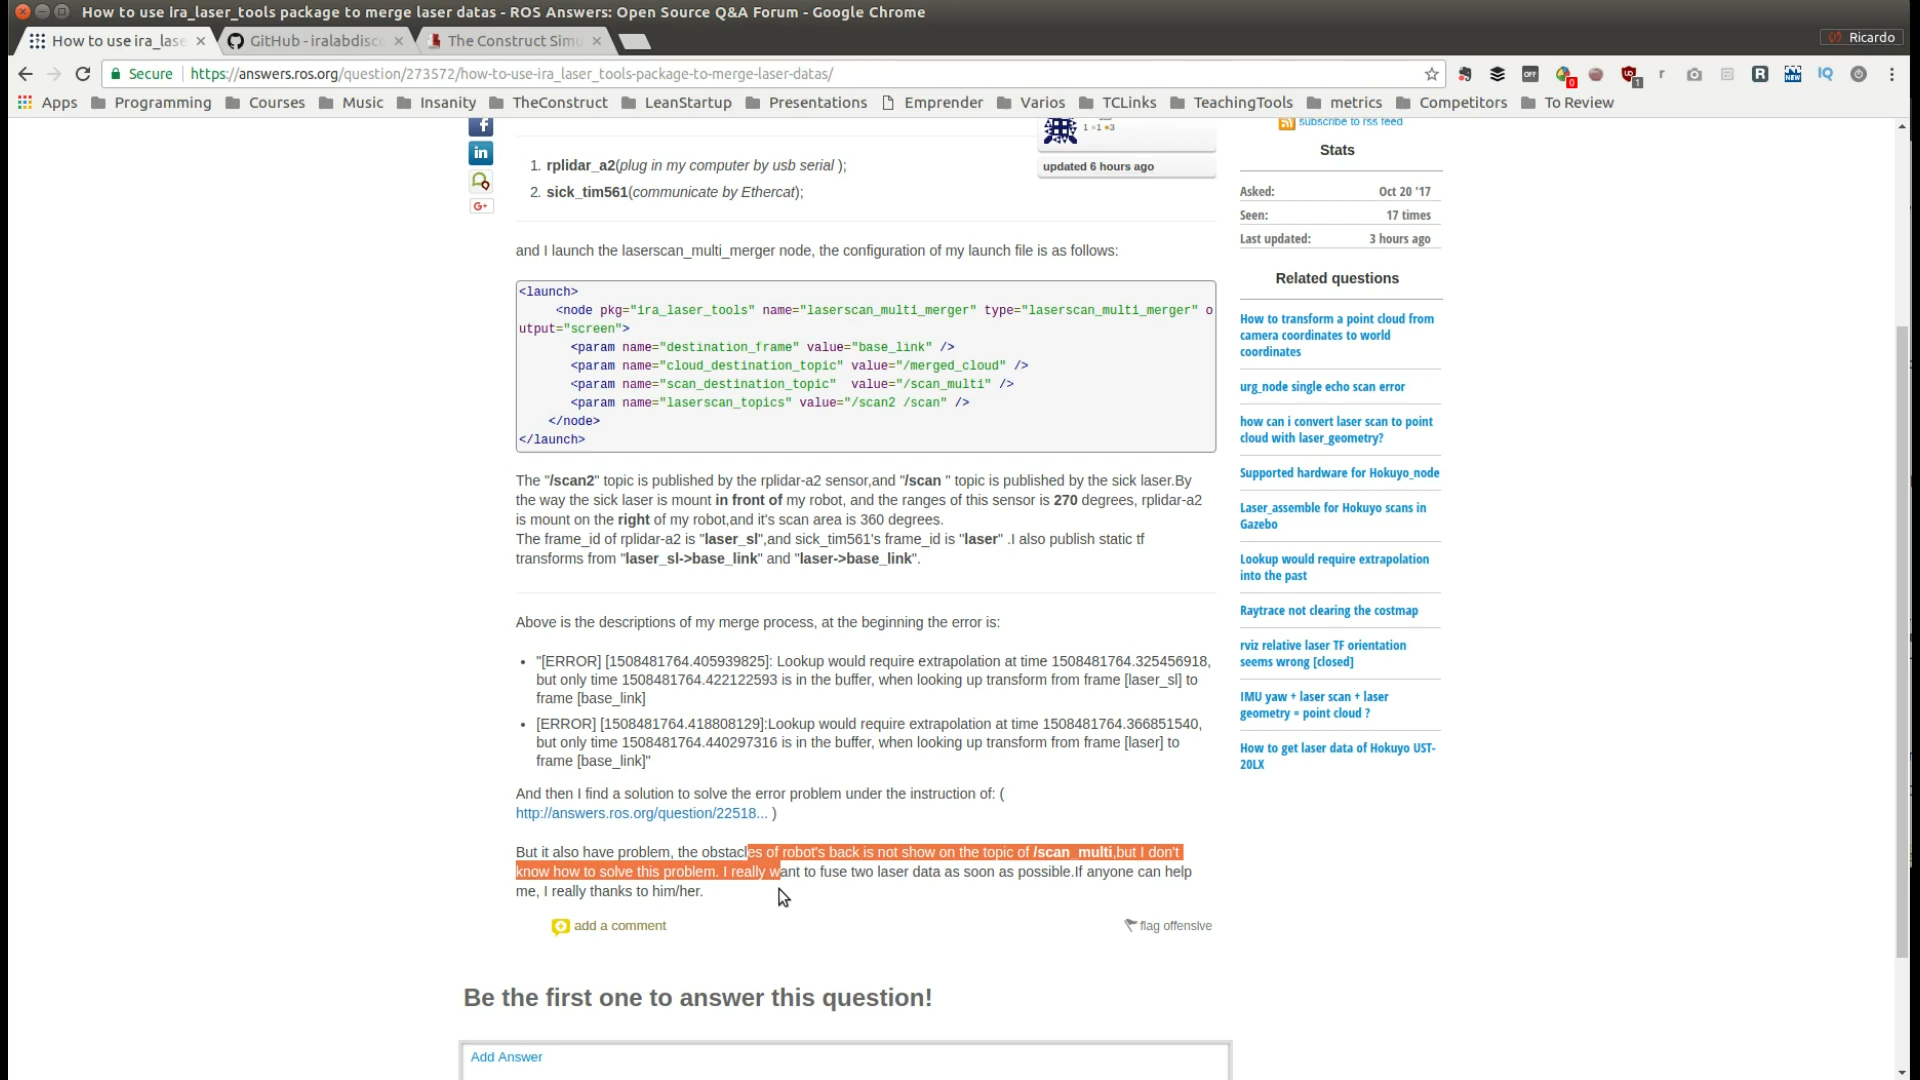 How to use ira_laser_tools package to merge laser datas - ROS Answers: Open Source Q&A Forum - Google Chrome
How to use ira_lase
GitHub - iralabdisco
The Construct Simu
Ricardo
Secure
https://answers.ros.org/question/273572/how-to-use-ira_laser_tools-package-to-merge-laser-datas/
Apps
Programming
Courses
Music
Insanity
TheConstruct
LeanStartup
Presentations
Emprender
Varios
TCLinks
TeachingTools
metrics
Competitors
To Review
1 ●1 ●3
updated 6 hours ago
1. rplidar_a2(plug in my computer by usb serial );
2. sick_tim561(communicate by Ethercat);
and I launch the laserscan_multi_merger node, the configuration of my launch file is as follows:
<launch>
<node pkg="ira_laser_tools" name="laserscan_multi_merger" type="laserscan_multi_merger" o
utput="screen">
<param name="destination_frame" value="base_link" />
<param name="cloud_destination_topic" value="/merged_cloud" />
<param name="scan_destination_topic"  value="/scan_multi" />
<param name="laserscan_topics" value="/scan2 /scan" />
</node>
</launch>
The "/scan2" topic is published by the rplidar-a2 sensor,and "/scan " topic is published by the sick laser.By
the way the sick laser is mount in front of my robot, and the ranges of this sensor is 270 degrees, rplidar-a2
is mount on the right of my robot,and it's scan area is 360 degrees.
The frame_id of rplidar-a2 is "laser_sl",and sick_tim561's frame_id is "laser" .I also publish static tf
transforms from "laser_sl->base_link" and "laser->base_link".
Above is the descriptions of my merge process, at the beginning the error is:
• "[ERROR] [1508481764.405939825]: Lookup would require extrapolation at time 1508481764.325456918,
but only time 1508481764.422122593 is in the buffer, when looking up transform from frame [laser_sl] to
frame [base_link]
• [ERROR] [1508481764.418808129]:Lookup would require extrapolation at time 1508481764.366851540,
but only time 1508481764.440297316 is in the buffer, when looking up transform from frame [laser] to
frame [base_link]"
And then I find a solution to solve the error problem under the instruction of: (
http://answers.ros.org/question/22518... )
But it also have problem, the obstacles of robot's back is not show on the topic of /scan_multi,but I don't
know how to solve this problem. I really want to fuse two laser data as soon as possible.If anyone can help
me, I really thanks to him/her.
add a comment
flag offensive
Be the first one to answer this question!
Add Answer
subscribe to rss feed
Stats
Asked: Oct 20 '17
Seen: 17 times
Last updated: 3 hours ago
Related questions
How to transform a point cloud from
camera coordinates to world
coordinates
urg_node single echo scan error
how can i convert laser scan to point
cloud with laser_geometry?
Supported hardware for Hokuyo_node
Laser_assemble for Hokuyo scans in
Gazebo
Lookup would require extrapolation
into the past
Raytrace not clearing the costmap
rviz relative laser TF orientation
seems wrong [closed]
IMU yaw + laser scan + laser
geometry = point cloud ?
How to get laser data of Hokuyo UST-
20LX